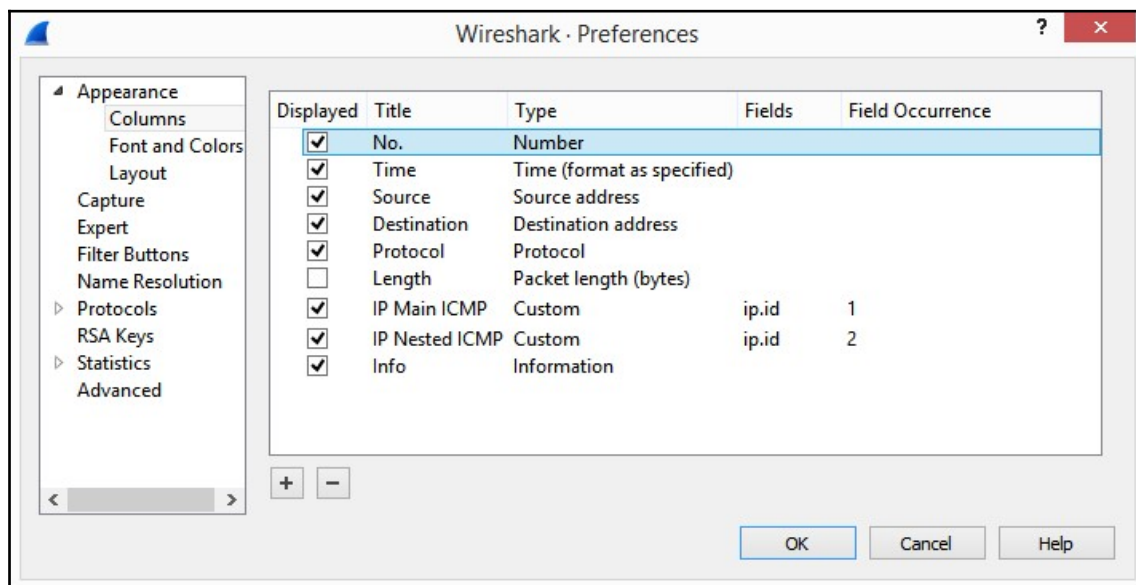 Wireshark · Preferences
?
×
Appearance
Columns
Font and Colors
Layout
Capture
Expert
Filter Buttons
Name Resolution
Protocols
RSA Keys
Statistics
Advanced
Displayed Title Type Fields Field Occurrence
No. Number
Time Time (format as specified)
Source Source address
Destination Destination address
Protocol Protocol
Length Packet length (bytes)
IP Main ICMP Custom ip.id 1
IP Nested ICMP Custom ip.id 2
Info Information
+ −
OK Cancel Help